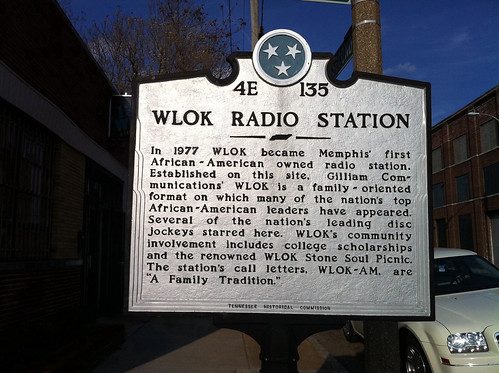 4E 135
WLOK RADIO STATION
In 1977 WLOK became Memphis' first
African-American owned radio station.
Established on this site, Gilliam Com-
munications' WLOK is a family-oriented
format on which many of the nation's top
African-American leaders have appeared.
Several of the nation's leading disc
Jockeys starred here. WLOK's community
involvement includes college scholarships
and the renowned WLOK Stone Soul Picnic.
The station's call letters, WLOK-AM, are
"A Family Tradition."
TENNESSEE HISTORICAL COMMISSION